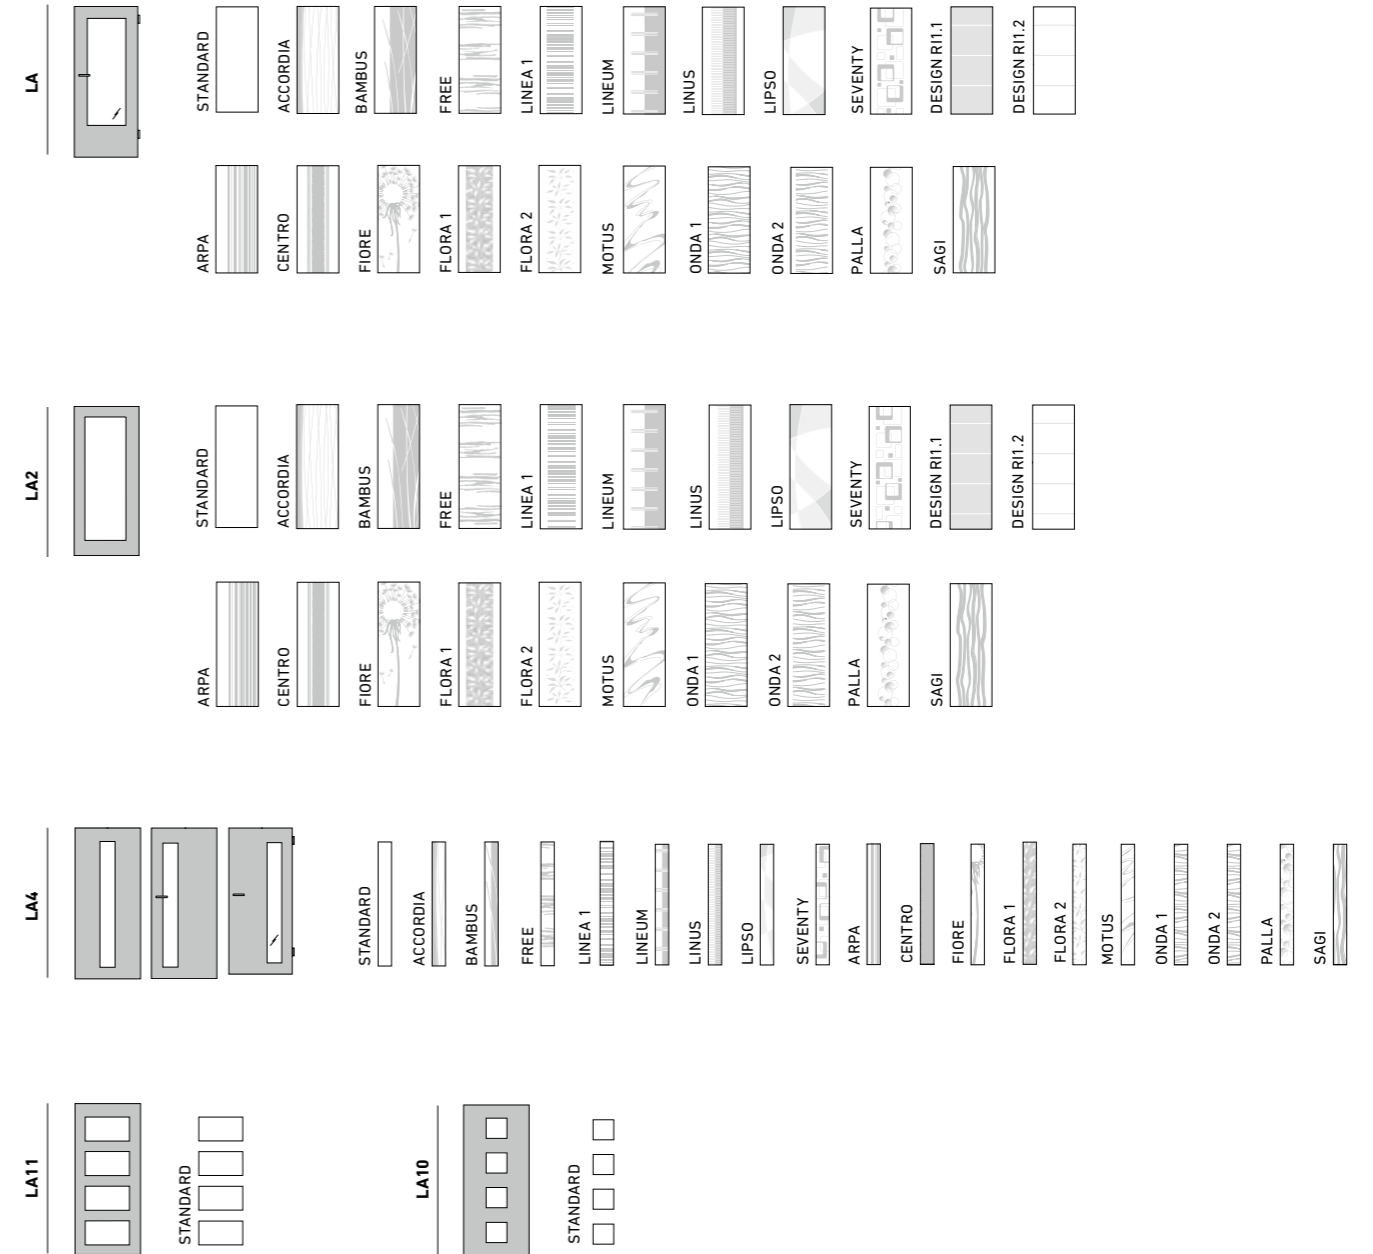 LA
STANDARD
ACCORDIA
BAMBUS
FREE
LINEA 1
LINEUM
LINUS
LIPSO
SEVENTY
DESIGN RI1.1
DESIGN RI1.2
ARPA
CENTRO
FIORE
FLORA 1
FLORA 2
MOTUS
ONDA 1
ONDA 2
PALLA
SAGI
LA2
STANDARD
ACCORDIA
BAMBUS
FREE
LINEA 1
LINEUM
LINUS
LIPSO
SEVENTY
DESIGN RI1.1
DESIGN RI1.2
ARPA
CENTRO
FIORE
FLORA 1
FLORA 2
MOTUS
ONDA 1
ONDA 2
PALLA
SAGI
LA4
STANDARD
ACCORDIA
BAMBUS
FREE
LINEA 1
LINEUM
LINUS
LIPSO
SEVENTY
ARPA
CENTRO
FIORE
FLORA 1
FLORA 2
MOTUS
ONDA 1
ONDA 2
PALLA
SAGI
LA11
STANDARD
LA10
STANDARD